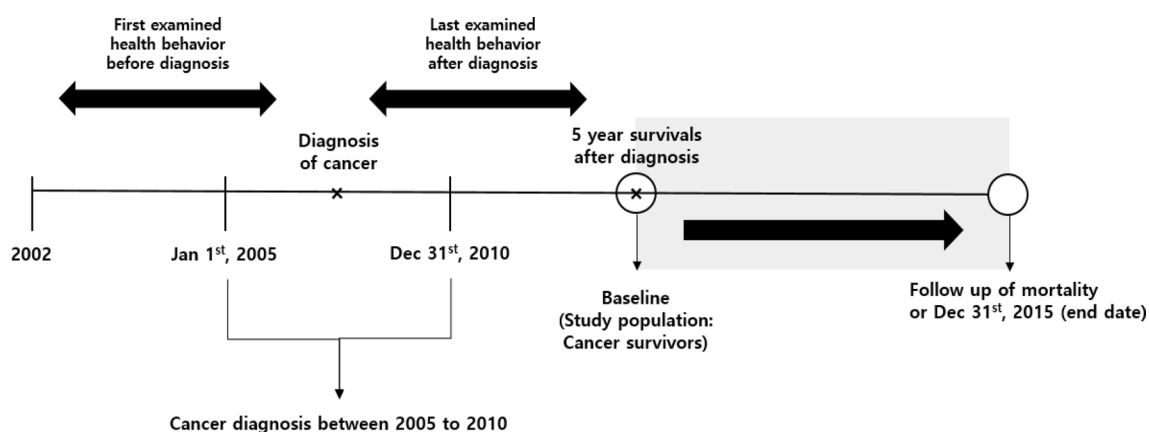 First examined
health behavior
before diagnosis
Last examined
health behavior
after diagnosis
Diagnosis
of cancer
5 year survivals
after diagnosis
2002
Jan 1st, 2005
Dec 31st, 2010
Baseline
(Study population:
Cancer survivors)
Follow up of mortality
or Dec 31st, 2015 (end date)
Cancer diagnosis between 2005 to 2010